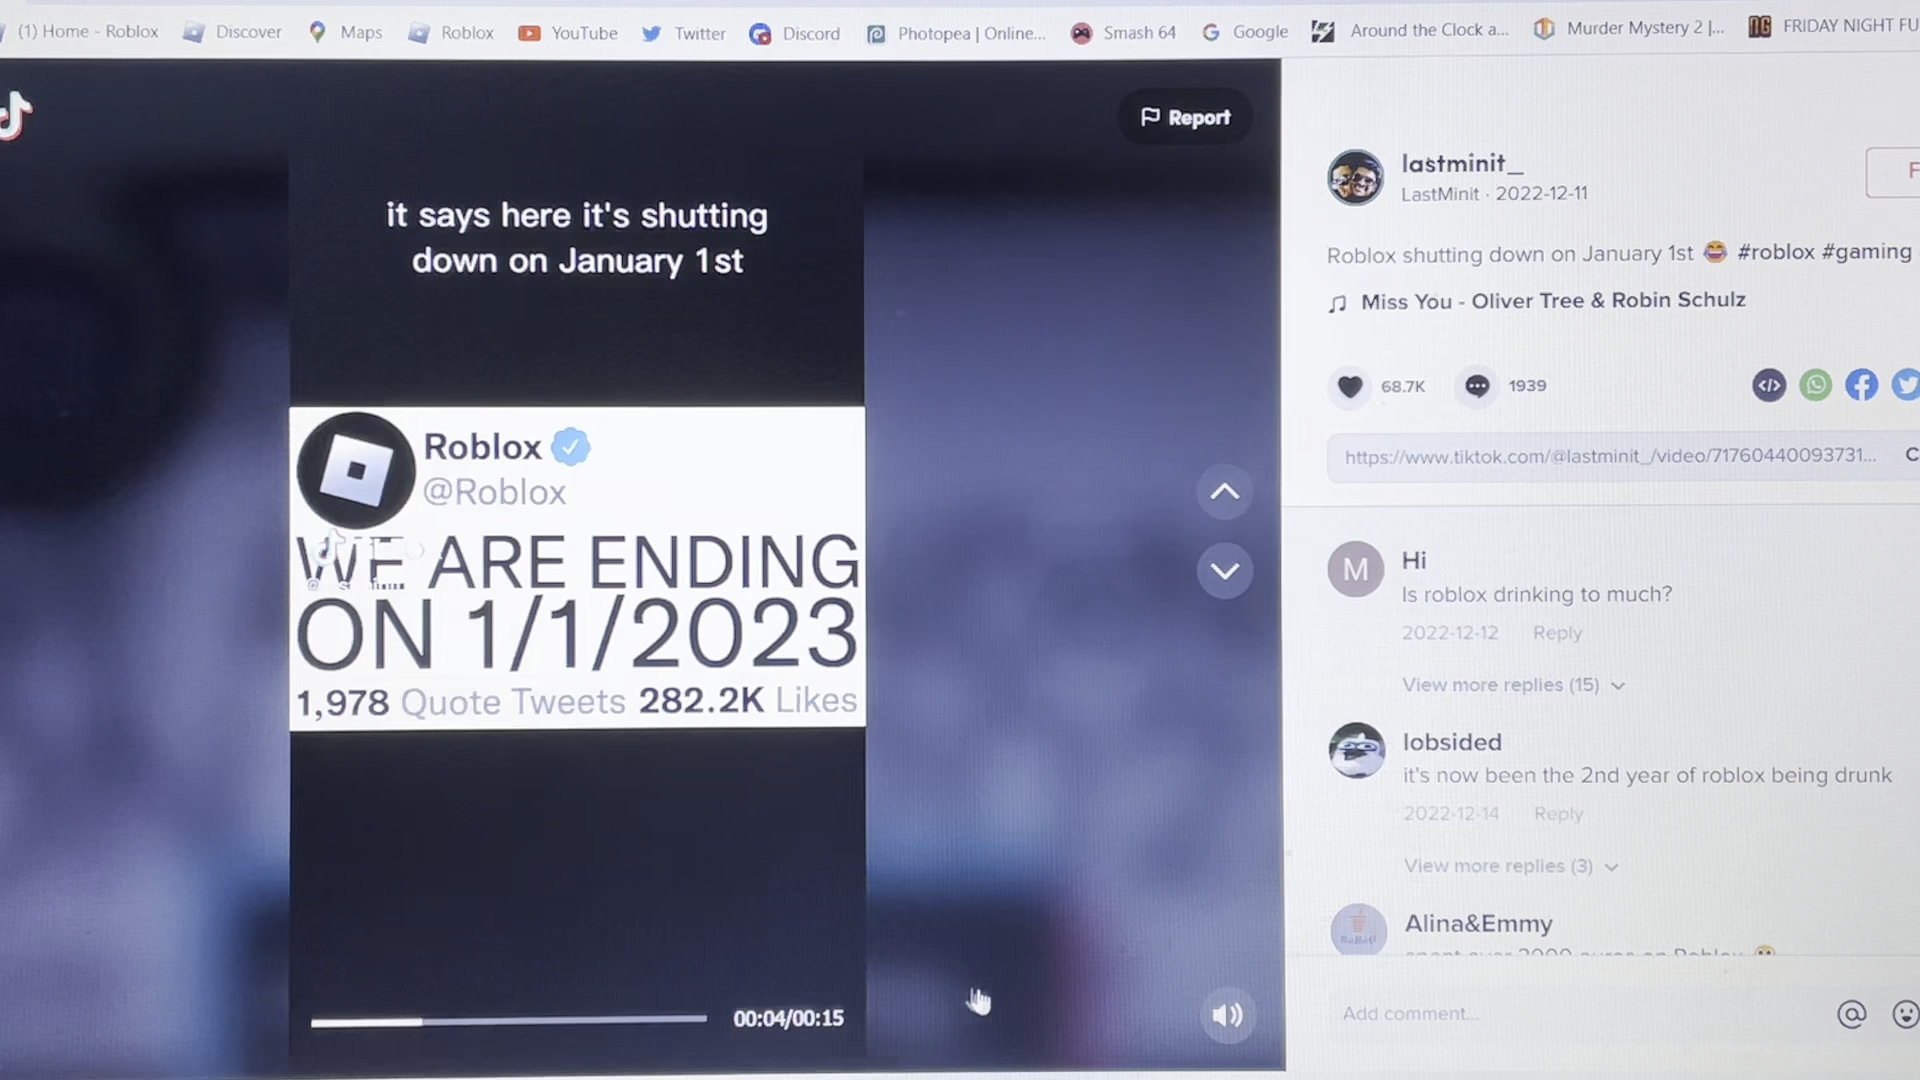 (1) Home - Roblox Discover Maps Roblox YouTube Twitter Discord Photopea | Online... Smash 64 Google Around the Clock a... Murder Mystery 2 |... FRIDAY NIGHT FU
Report
it says here it's shutting
down on January 1st
Roblox
@Roblox
WE ARE ENDING
ON 1/1/2023
1,978 Quote Tweets 282.2K Likes
00:04/00:15
lastminit_
LastMinit · 2022-12-11
F
Roblox shutting down on January 1st 😂 #roblox #gaming
Miss You - Oliver Tree & Robin Schulz
68.7K 1939
https://www.tiktok.com/@lastminit_/video/71760440093731... C
M
Hi
Is roblox drinking to much?
2022-12-12 Reply
View more replies (15)
lobsided
it's now been the 2nd year of roblox being drunk
2022-12-14 Reply
View more replies (3)
Alina&Emmy
Add comment...